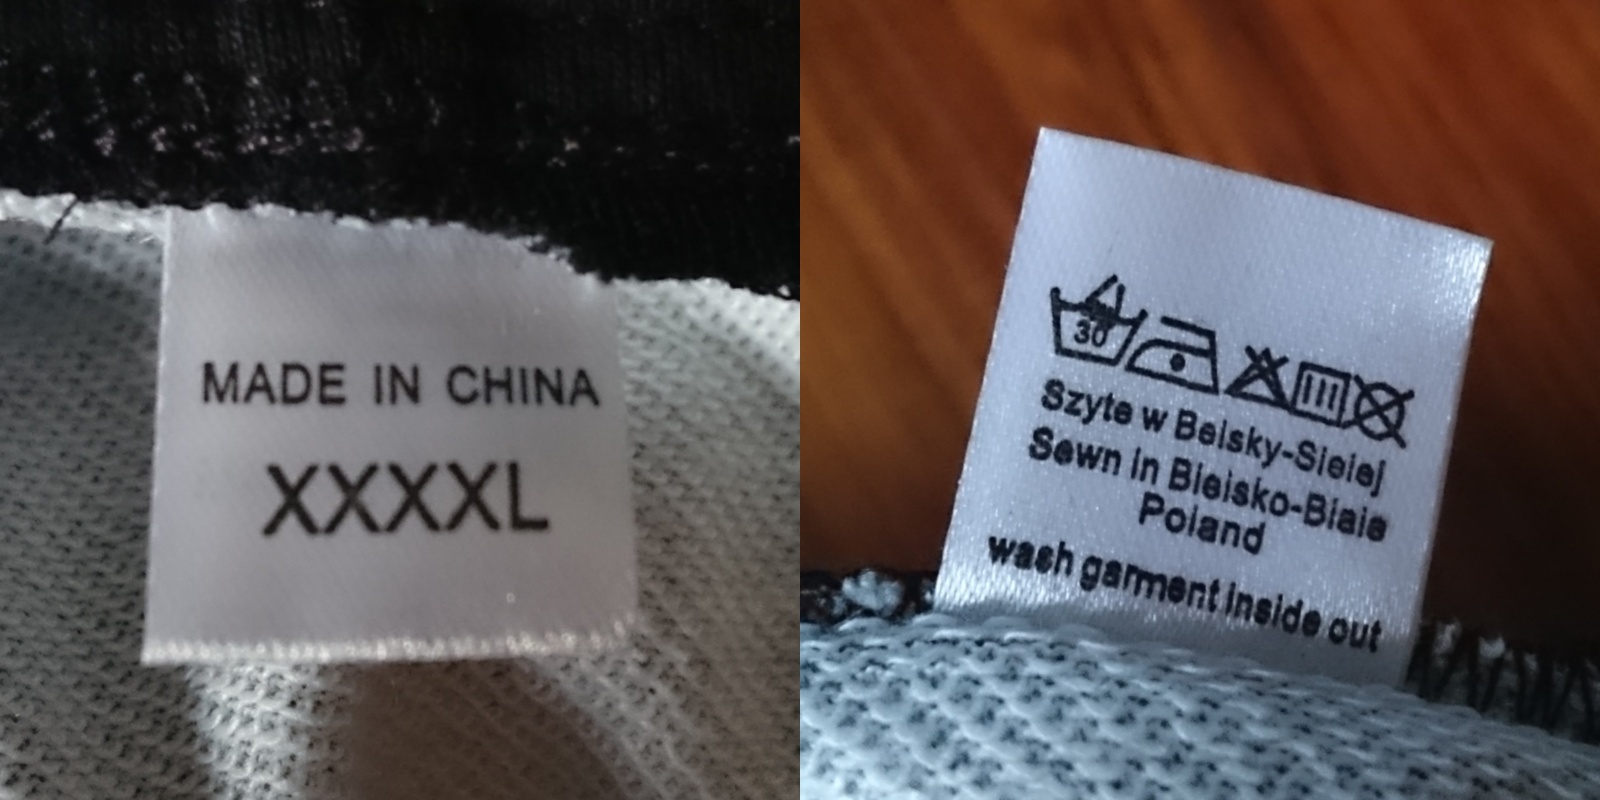 MADE IN CHINA
XXXXL
30
Szyte w Belsky-Sielej
Sewn in Bleisko-Biale
Poland
wash garment inside out